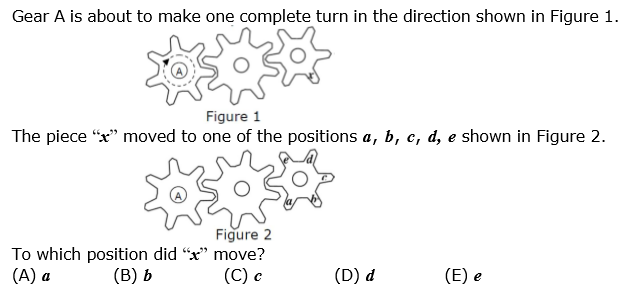 Gear A is about to make one complete turn in the direction shown in Figure 1.
A
x
Figure 1
The piece “x” moved to one of the positions a, b, c, d, e shown in Figure 2.
e d
c
A
a b
Figure 2
To which position did “x” move?
(A) a (B) b (C) c (D) d (E) e